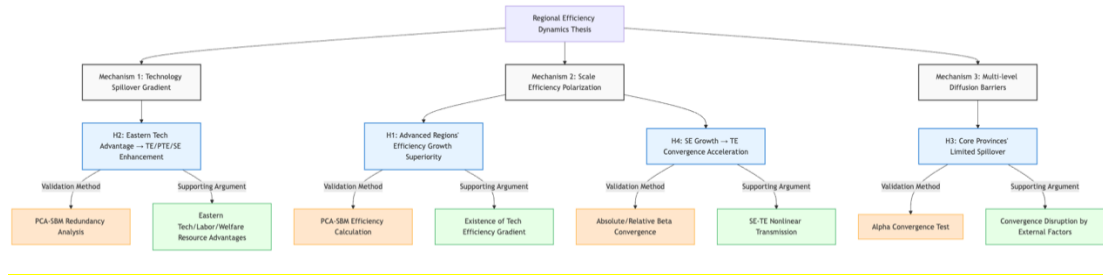 Regional Efficiency
Dynamics Thesis
Mechanism 1: Technology
Spillover Gradient
Mechanism 2: Scale
Efficiency Polarization
Mechanism 3: Multi-level
Diffusion Barriers
H2: Eastern Tech
Advantage → TE/PTE/SE
Enhancement
H1: Advanced Regions'
Efficiency Growth
Superiority
H4: SE Growth → TE
Convergence Acceleration
H3: Core Provinces'
Limited Spillover
Validation Method
Supporting Argument
Validation Method
Supporting Argument
Validation Method
Supporting Argument
Validation Method
Supporting Argument
PCA-SBM Redundancy
Analysis
Eastern
Tech/Labor/Welfare
Resource Advantages
PCA-SBM Efficiency
Calculation
Existence of Tech
Efficiency Gradient
Absolute/Relative Beta
Convergence
SE-TE Nonlinear
Transmission
Alpha Convergence Test
Convergence Disruption by
External Factors